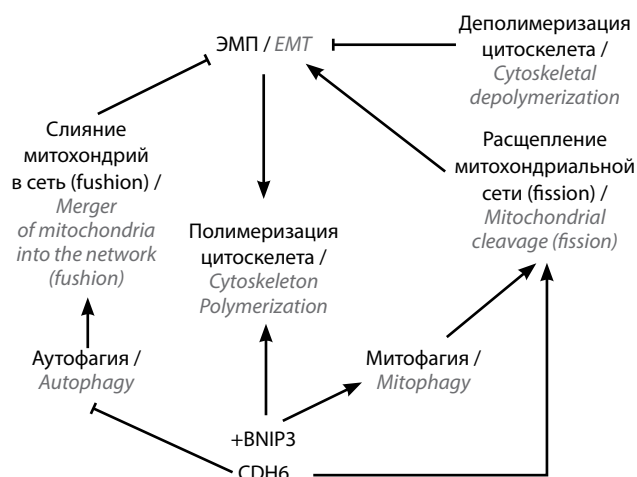 ЭМП / EMT
Деполимеризация
цитоскелета /
Cytoskeletal
depolymerization
Слияние
митохондрий
в сеть (fushion) /
Merger
of mitochondria
into the network
(fushion)
Расщепление
митохондриальной
сети (fission) /
Mitochondrial
cleavage (fission)
Полимеризация
цитоскелета /
Cytoskeleton
Polymerization
Аутофагия /
Autophagy
Митофагия /
Mitophagy
+BNIP3
CDH6